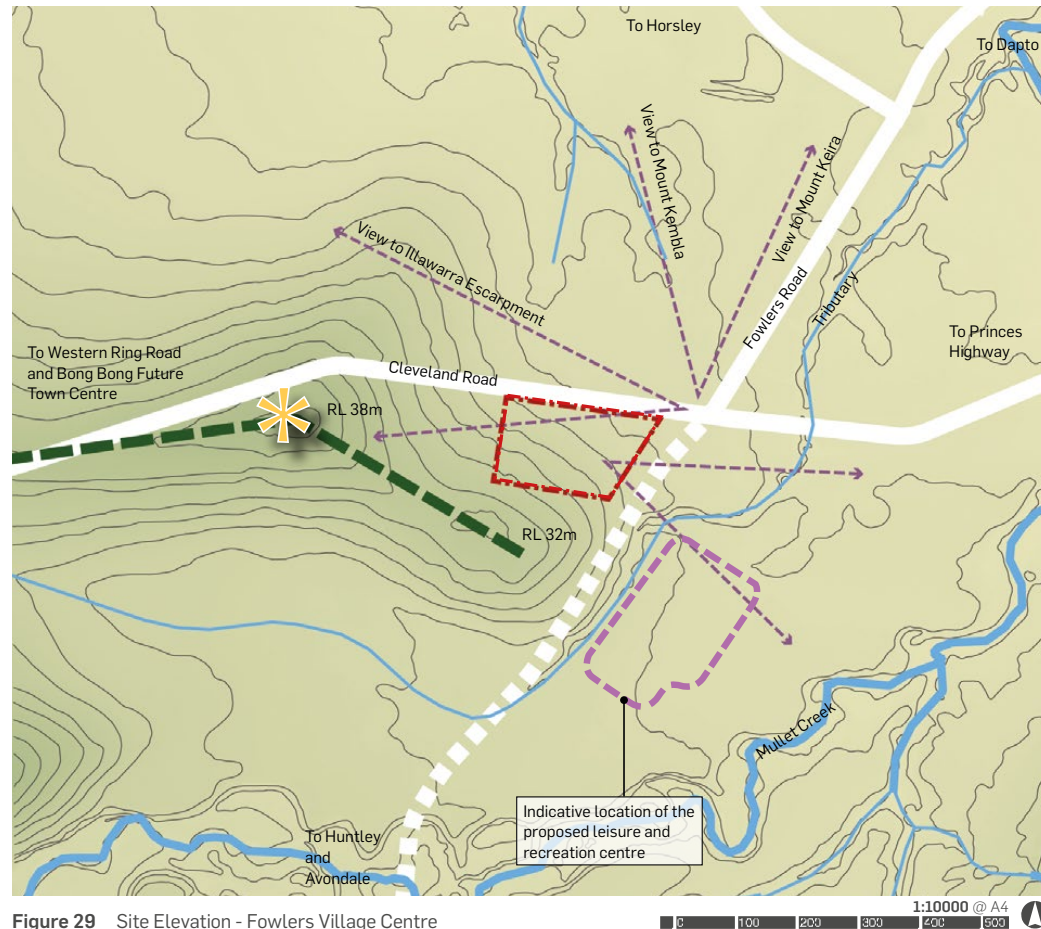 To Horsley
To Dapto
View to Mount Kembla
View to Mount Keira
View to Illawarra Escarpment
Fowlers Road
Tributary
To Princes
Highway
To Western Ring Road
and Bong Bong Future
Town Centre
Cleveland Road
RL 38m
RL 32m
Mullet Creek
Indicative location of the
proposed leisure and
recreation centre
To Huntley
and
Avondale
Figure 29 Site Elevation - Fowlers Village Centre
1:10000 @ A4
0 100 200 300 400 500